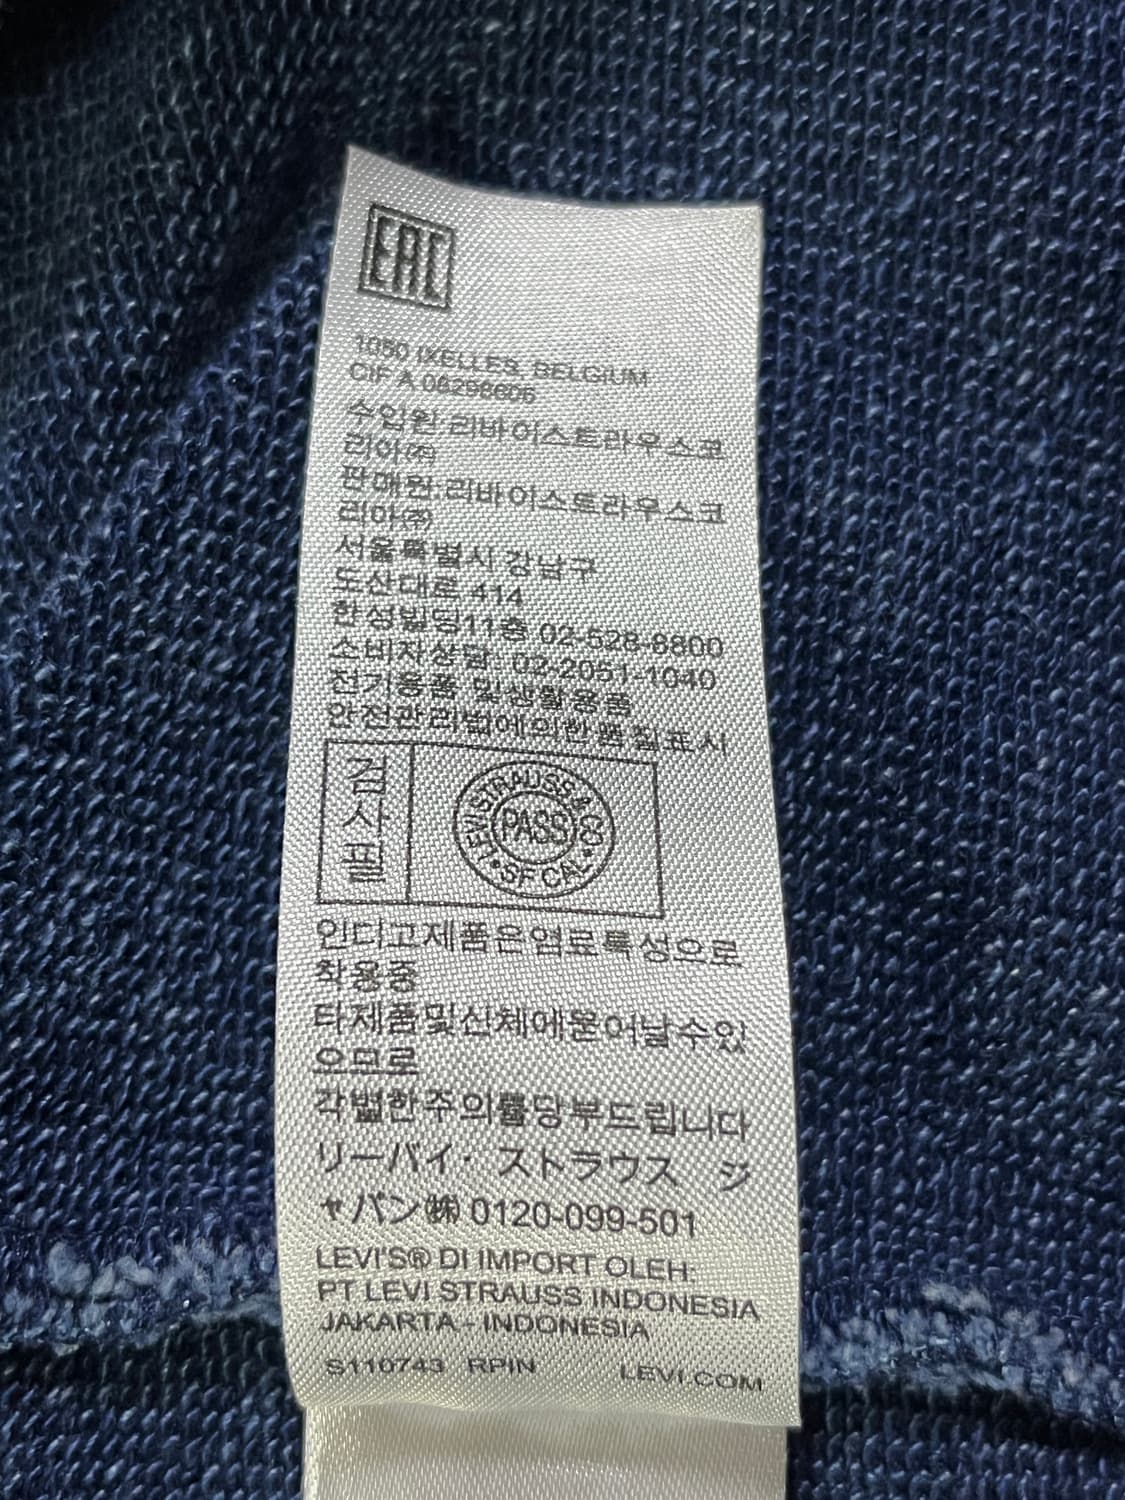 EAC
1050 IXELLES, BELGIUM
CIF A 08296606
수입원:리바이스트라우스코
리아㈜
판매원:리바이스트라우스코
리아㈜
서울특별시 강남구
도산대로 414
한성빌딩11층 02-528-8800
소비자상담: 02-2051-1040
전기용품 및생활용품
안전관리법에의한품질표시
검사필
LEVI STRAUSS & CO
PASS
SF CAL
인디고제품은염료특성으로
착용중
타제품및신체에묻어날수있
으므로
각별한주의를당부드립니다
リーバイ・ ストラウス ジ
ャパン㈱ 0120-099-501
LEVI'S® DI IMPORT OLEH:
PT LEVI STRAUSS INDONESIA
JAKARTA - INDONESIA
S110743 RPIN LEVI.COM